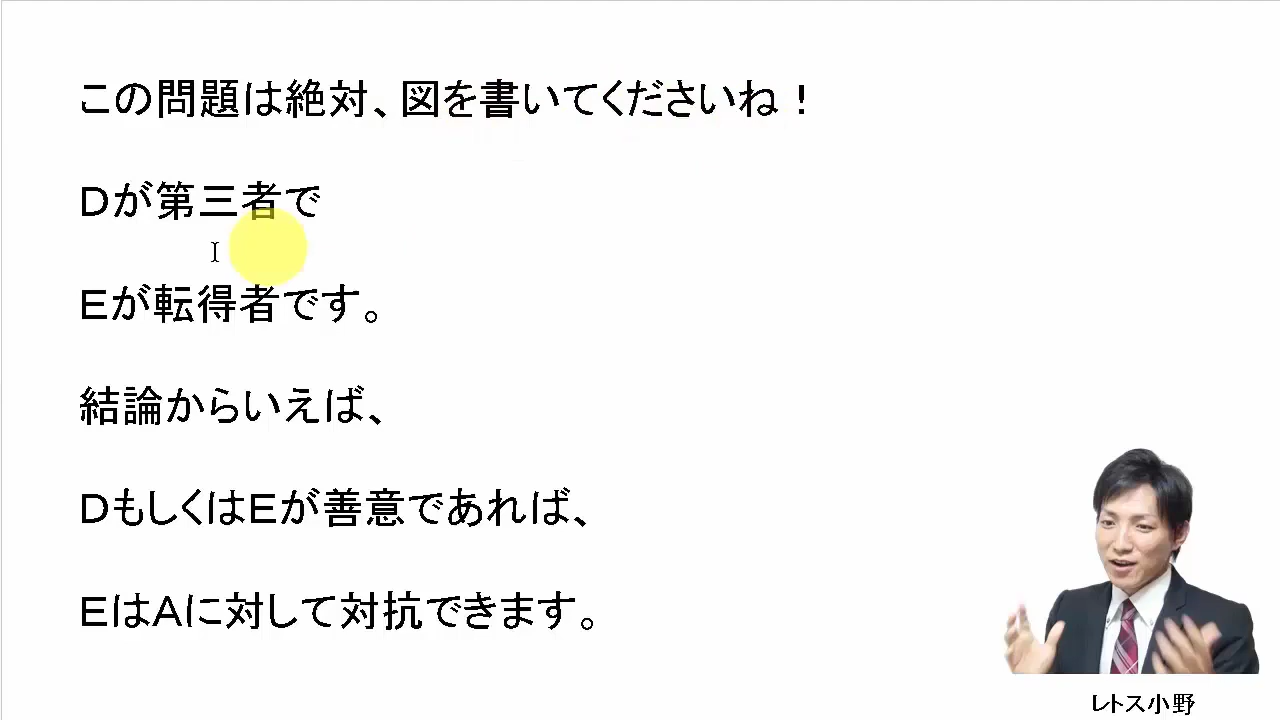 この問題は絶対、図を書いてくださいね！
Ｄが第三者で
Ｅが転得者です。
結論からいえば、
ＤもしくはＥが善意であれば、
ＥはＡに対して対抗できます。
レトス小野